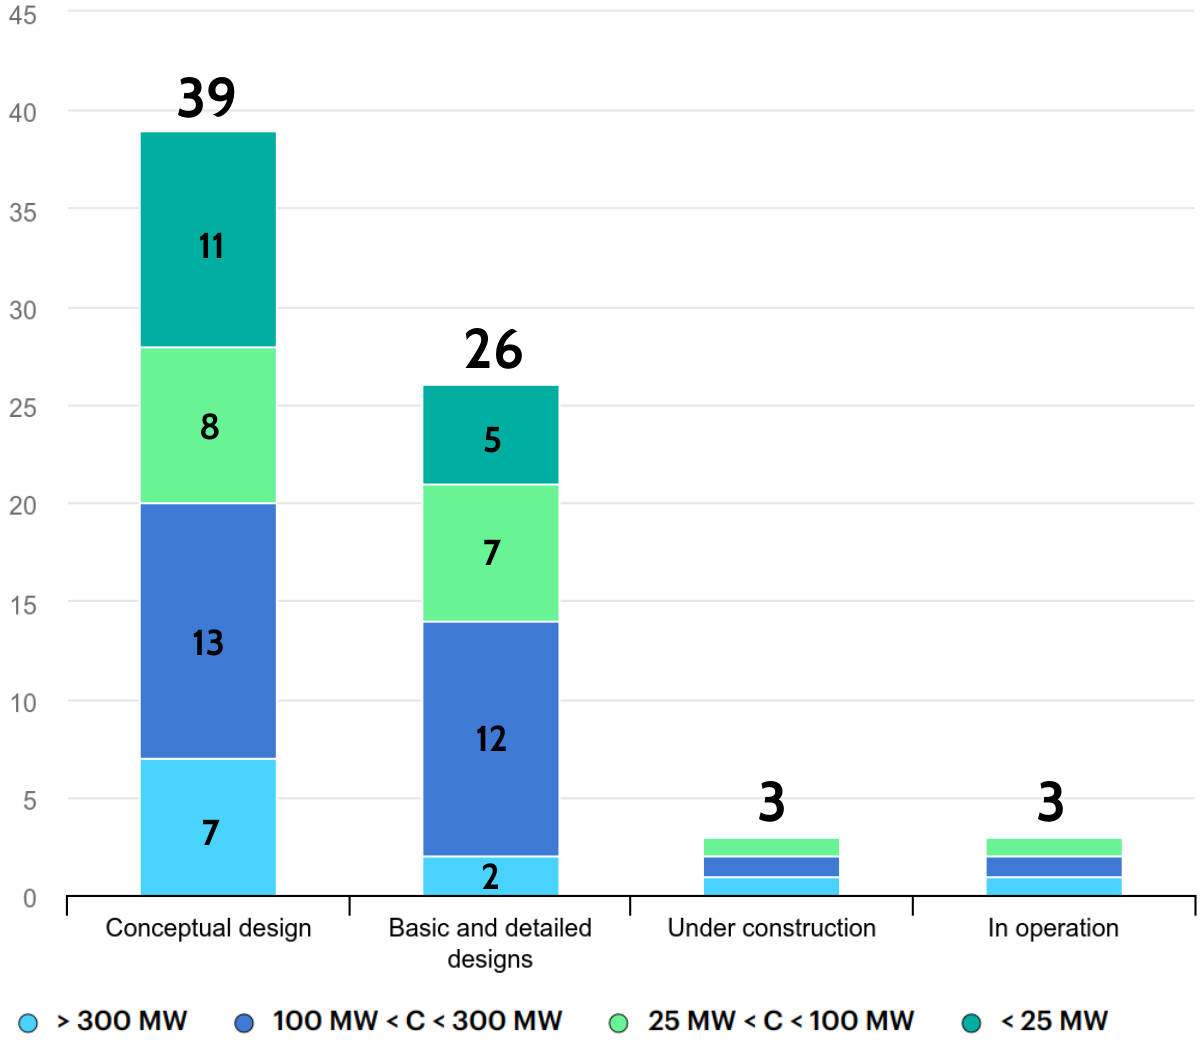 45
40
35
30
25
20
15
10
5
0
39
11
8
13
7
26
5
7
12
2
3
3
Conceptual design
Basic and detailed
designs
Under construction
In operation
> 300 MW
100 MW < C < 300 MW
25 MW < C < 100 MW
< 25 MW